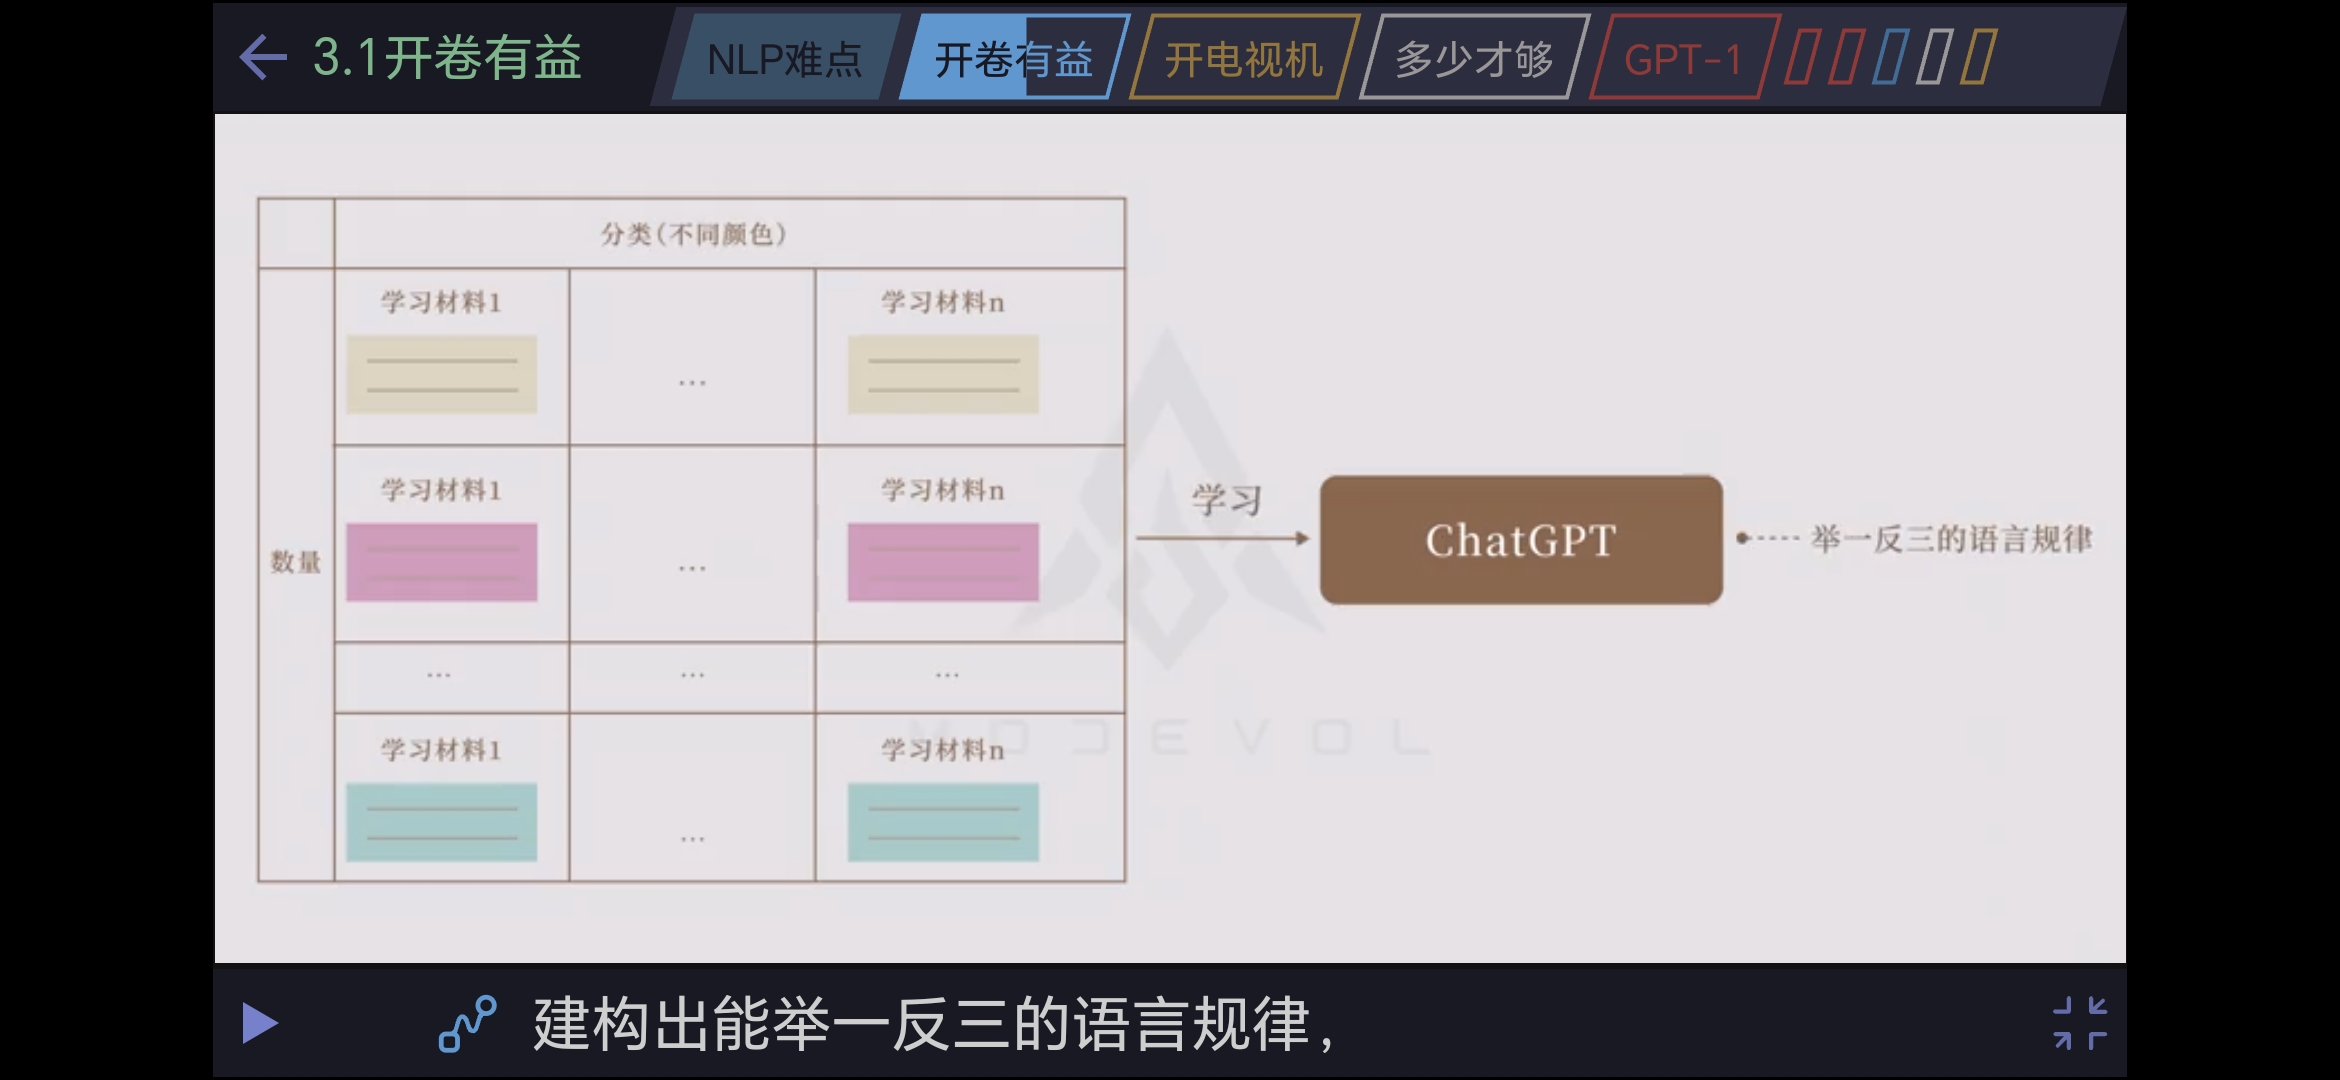 3.1开卷有益
NLP难点
开卷有益
开电视机
多少才够
GPT-1
分类(不同颜色)
数量
学习材料1
...
学习材料n
学习材料1
...
学习材料n
...
...
...
学习材料1
...
学习材料n
学习
ChatGPT
举一反三的语言规律
MODEVOL
建构出能举一反三的语言规律，